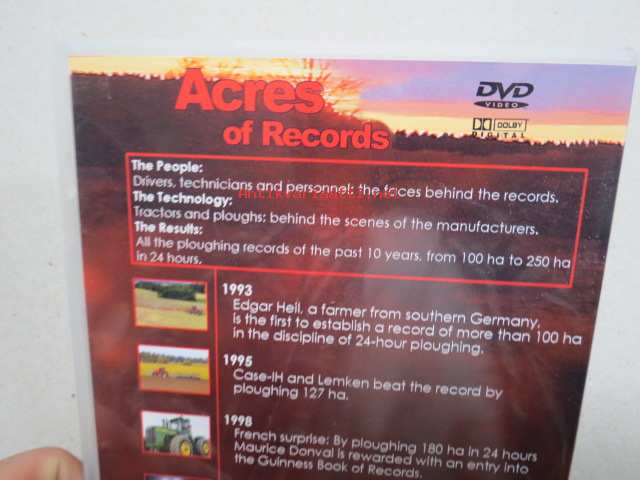 Acres
of Records
DVD
VIDEO
DOLBY
DIGITAL
The People:
Drivers, technicians and personnel: the faces behind the records.
The Technology:
Tractors and ploughs: behind the scenes of the manufacturers.
The Results:
All the ploughing records of the past 10 years, from 100 ha to 250 ha
in 24 hours.
1993
Edgar Heil, a farmer from southern Germany,
is the first to establish a record of more than 100 ha
in the discipline of 24-hour ploughing.
1995
Case-IH and Lemken beat the record by
ploughing 127 ha.
1998
French surprise: By ploughing 180 ha in 24 hours
Maurice Donval is rewarded with an entry into
the Guinness Book of Records.